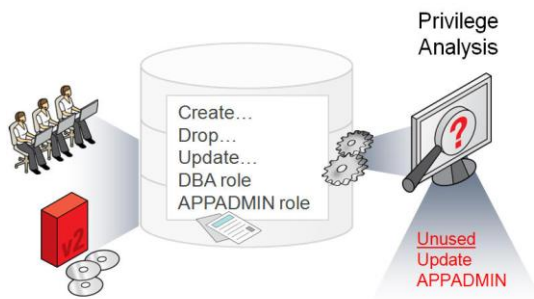 Privilege
Analysis
Create…
Drop…
Update…
DBA role
APPADMIN role
v2
?
Unused
Update
APPADMIN